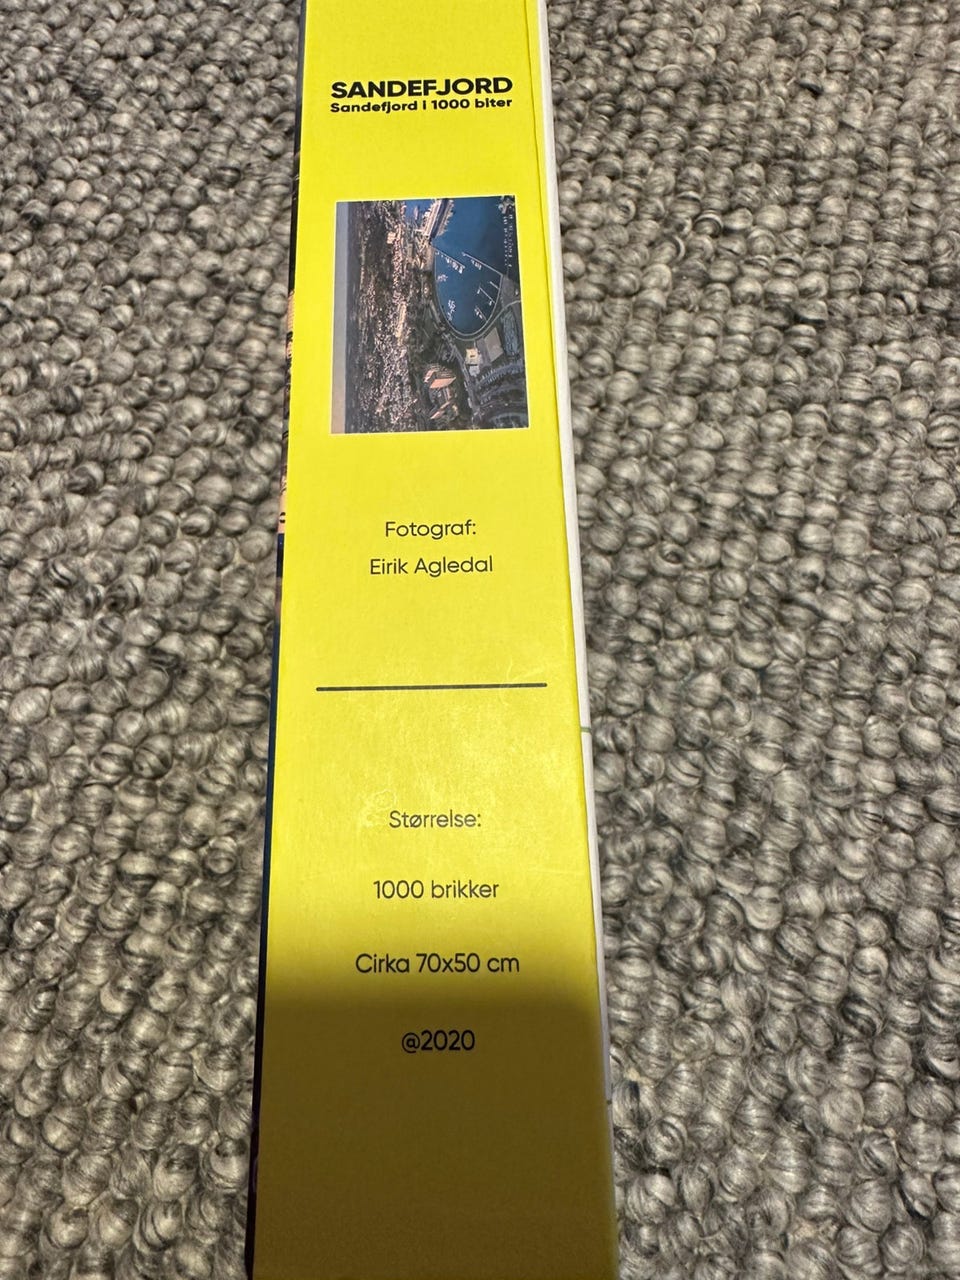 SANDEFJORD
Sandefjord i 1000 biter
Fotograf:
Eirik Agledal
Størrelse:
1000 brikker
Cirka 70x50 cm
@2020